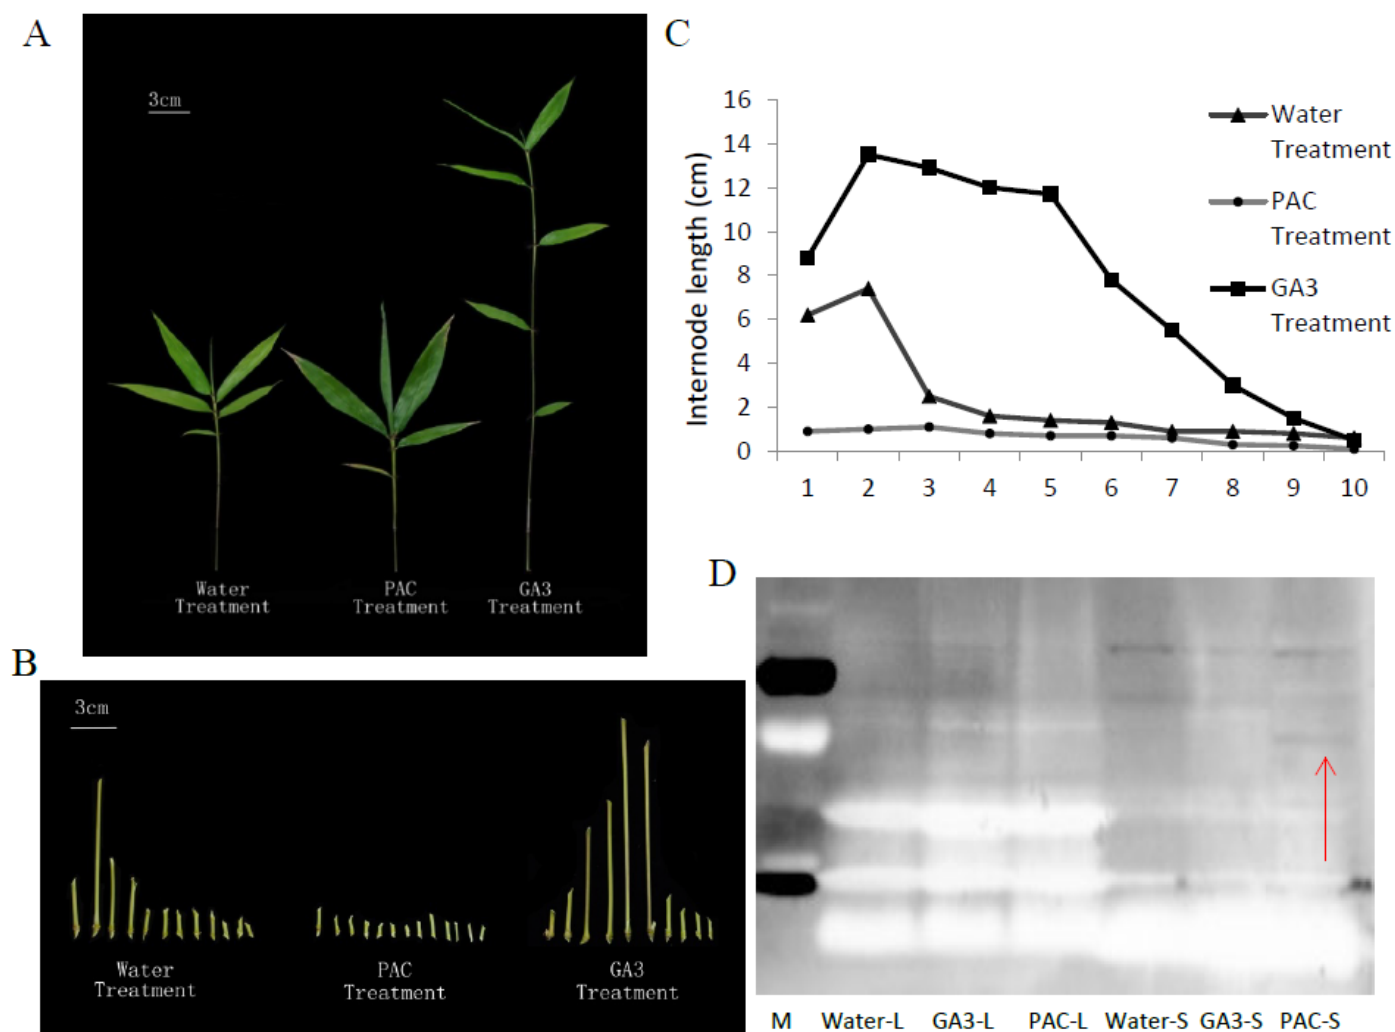 A
3cm
Water
Treatment
PAC
Treatment
GA3
Treatment
B
3cm
Water
Treatment
PAC
Treatment
GA3
Treatment
C
Internode length (cm)
16
14
12
10
8
6
4
2
0
1 2 3 4 5 6 7 8 9 10
Water
Treatment
PAC
Treatment
GA3
Treatment
D
M Water-L GA3-L PAC-L Water-S GA3-S PAC-S